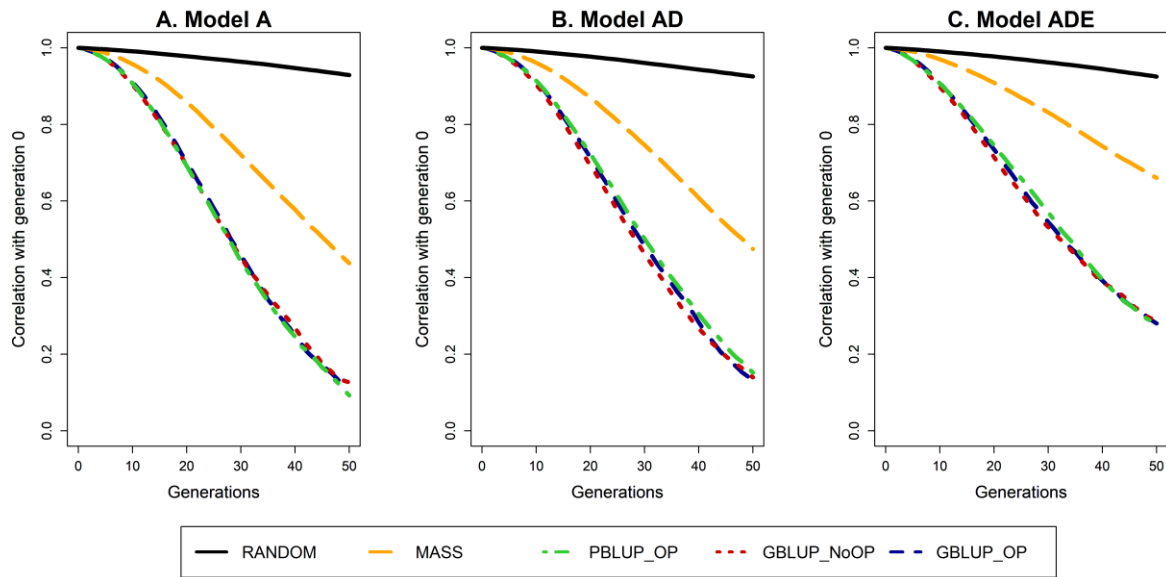 A. Model A
B. Model AD
C. Model ADE
Correlation with generation 0
0.0 0.2 0.4 0.6 0.8 1.0
0 10 20 30 40 50
Generations
Correlation with generation 0
0.0 0.2 0.4 0.6 0.8 1.0
0 10 20 30 40 50
Generations
Correlation with generation 0
0.0 0.2 0.4 0.6 0.8 1.0
0 10 20 30 40 50
Generations
RANDOM MASS PBLUP_OP GBLUP_NoOP GBLUP_OP